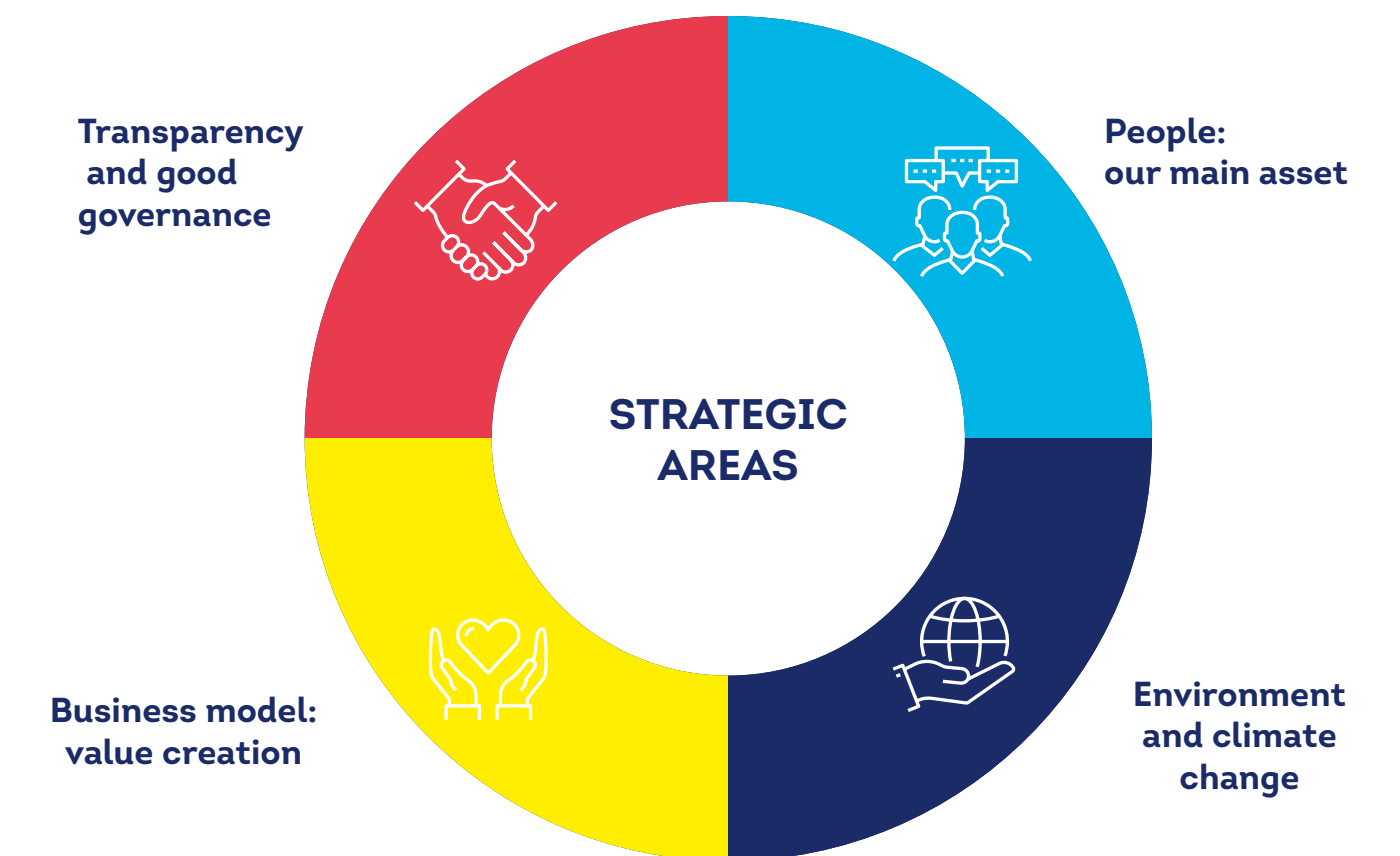 Transparency
and good
governance
People:
our main asset
STRATEGIC
AREAS
Business model:
value creation
Environment
and climate
change